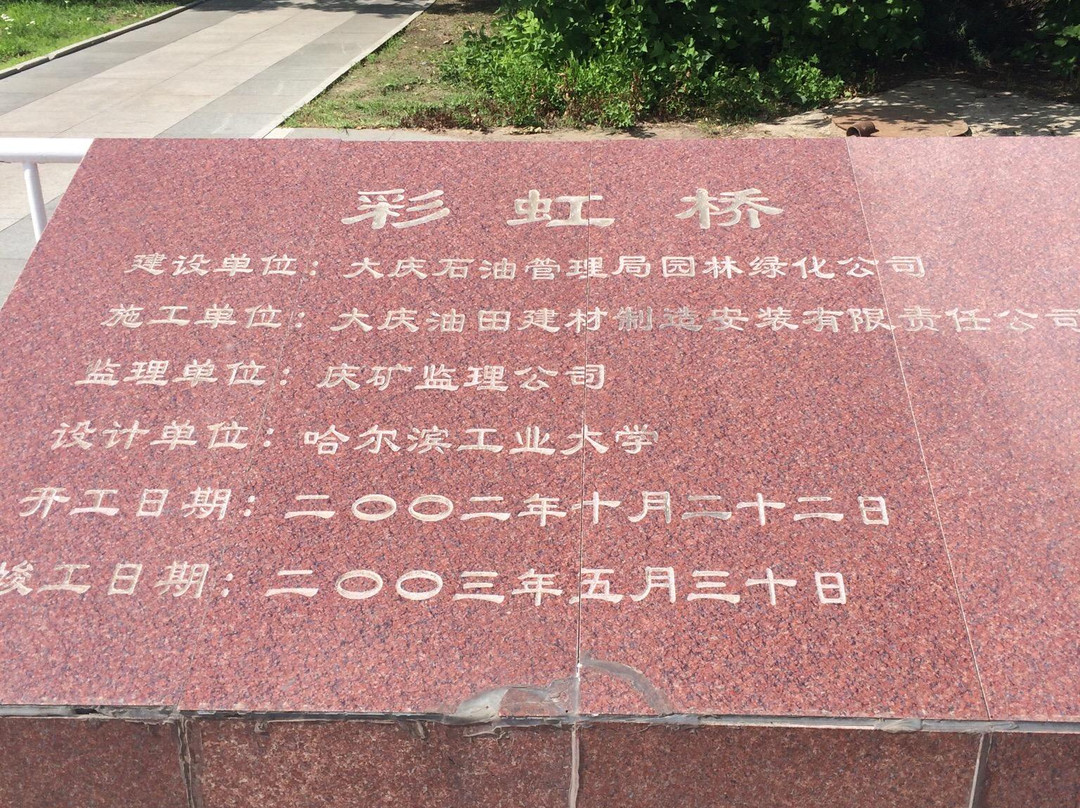 彩虹桥
建设单位：大庆石油管理局园林绿化公司
施工单位：大庆油田建材制造安装有限责任公司
监理单位：庆矿监理公司
设计单位：哈尔滨工业大学
开工日期：二〇〇二年十月二十二日
竣工日期：二〇〇三年五月三十日